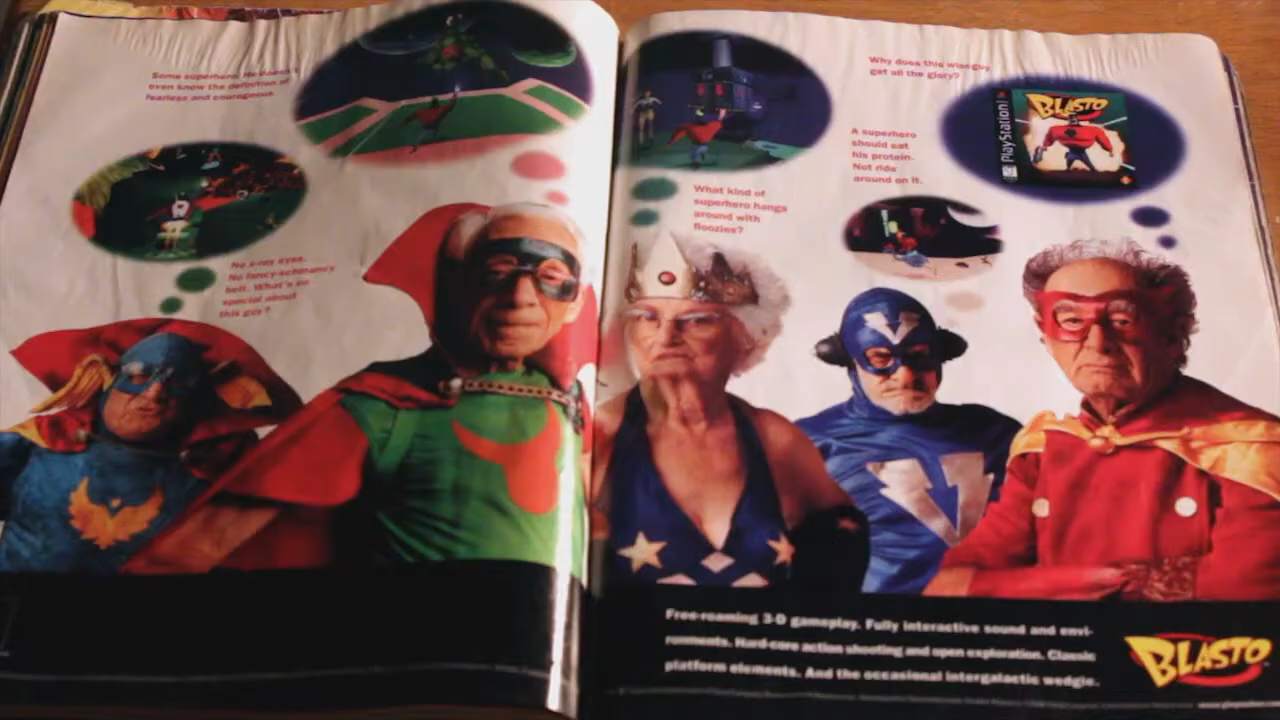 Some superhero. He doesn't
even know the definition of
fearless and courageous.
No x-ray eyes.
No fancy-schmancy
belt. What's so
special about
this guy?
What kind of
superhero hangs
around with
floozies?
Why does this wienguy
get all the glory?
A superhero
should eat
his protein.
Not ride
around on it.
PlayStation
BLASTO
V
V
Free-roaming 3-D gameplay. Fully interactive sound and envi-
ronments. Hard-core action shooting and open exploration. Classic
platform elements. And the occasional intergalactic wedgie.
BLASTO